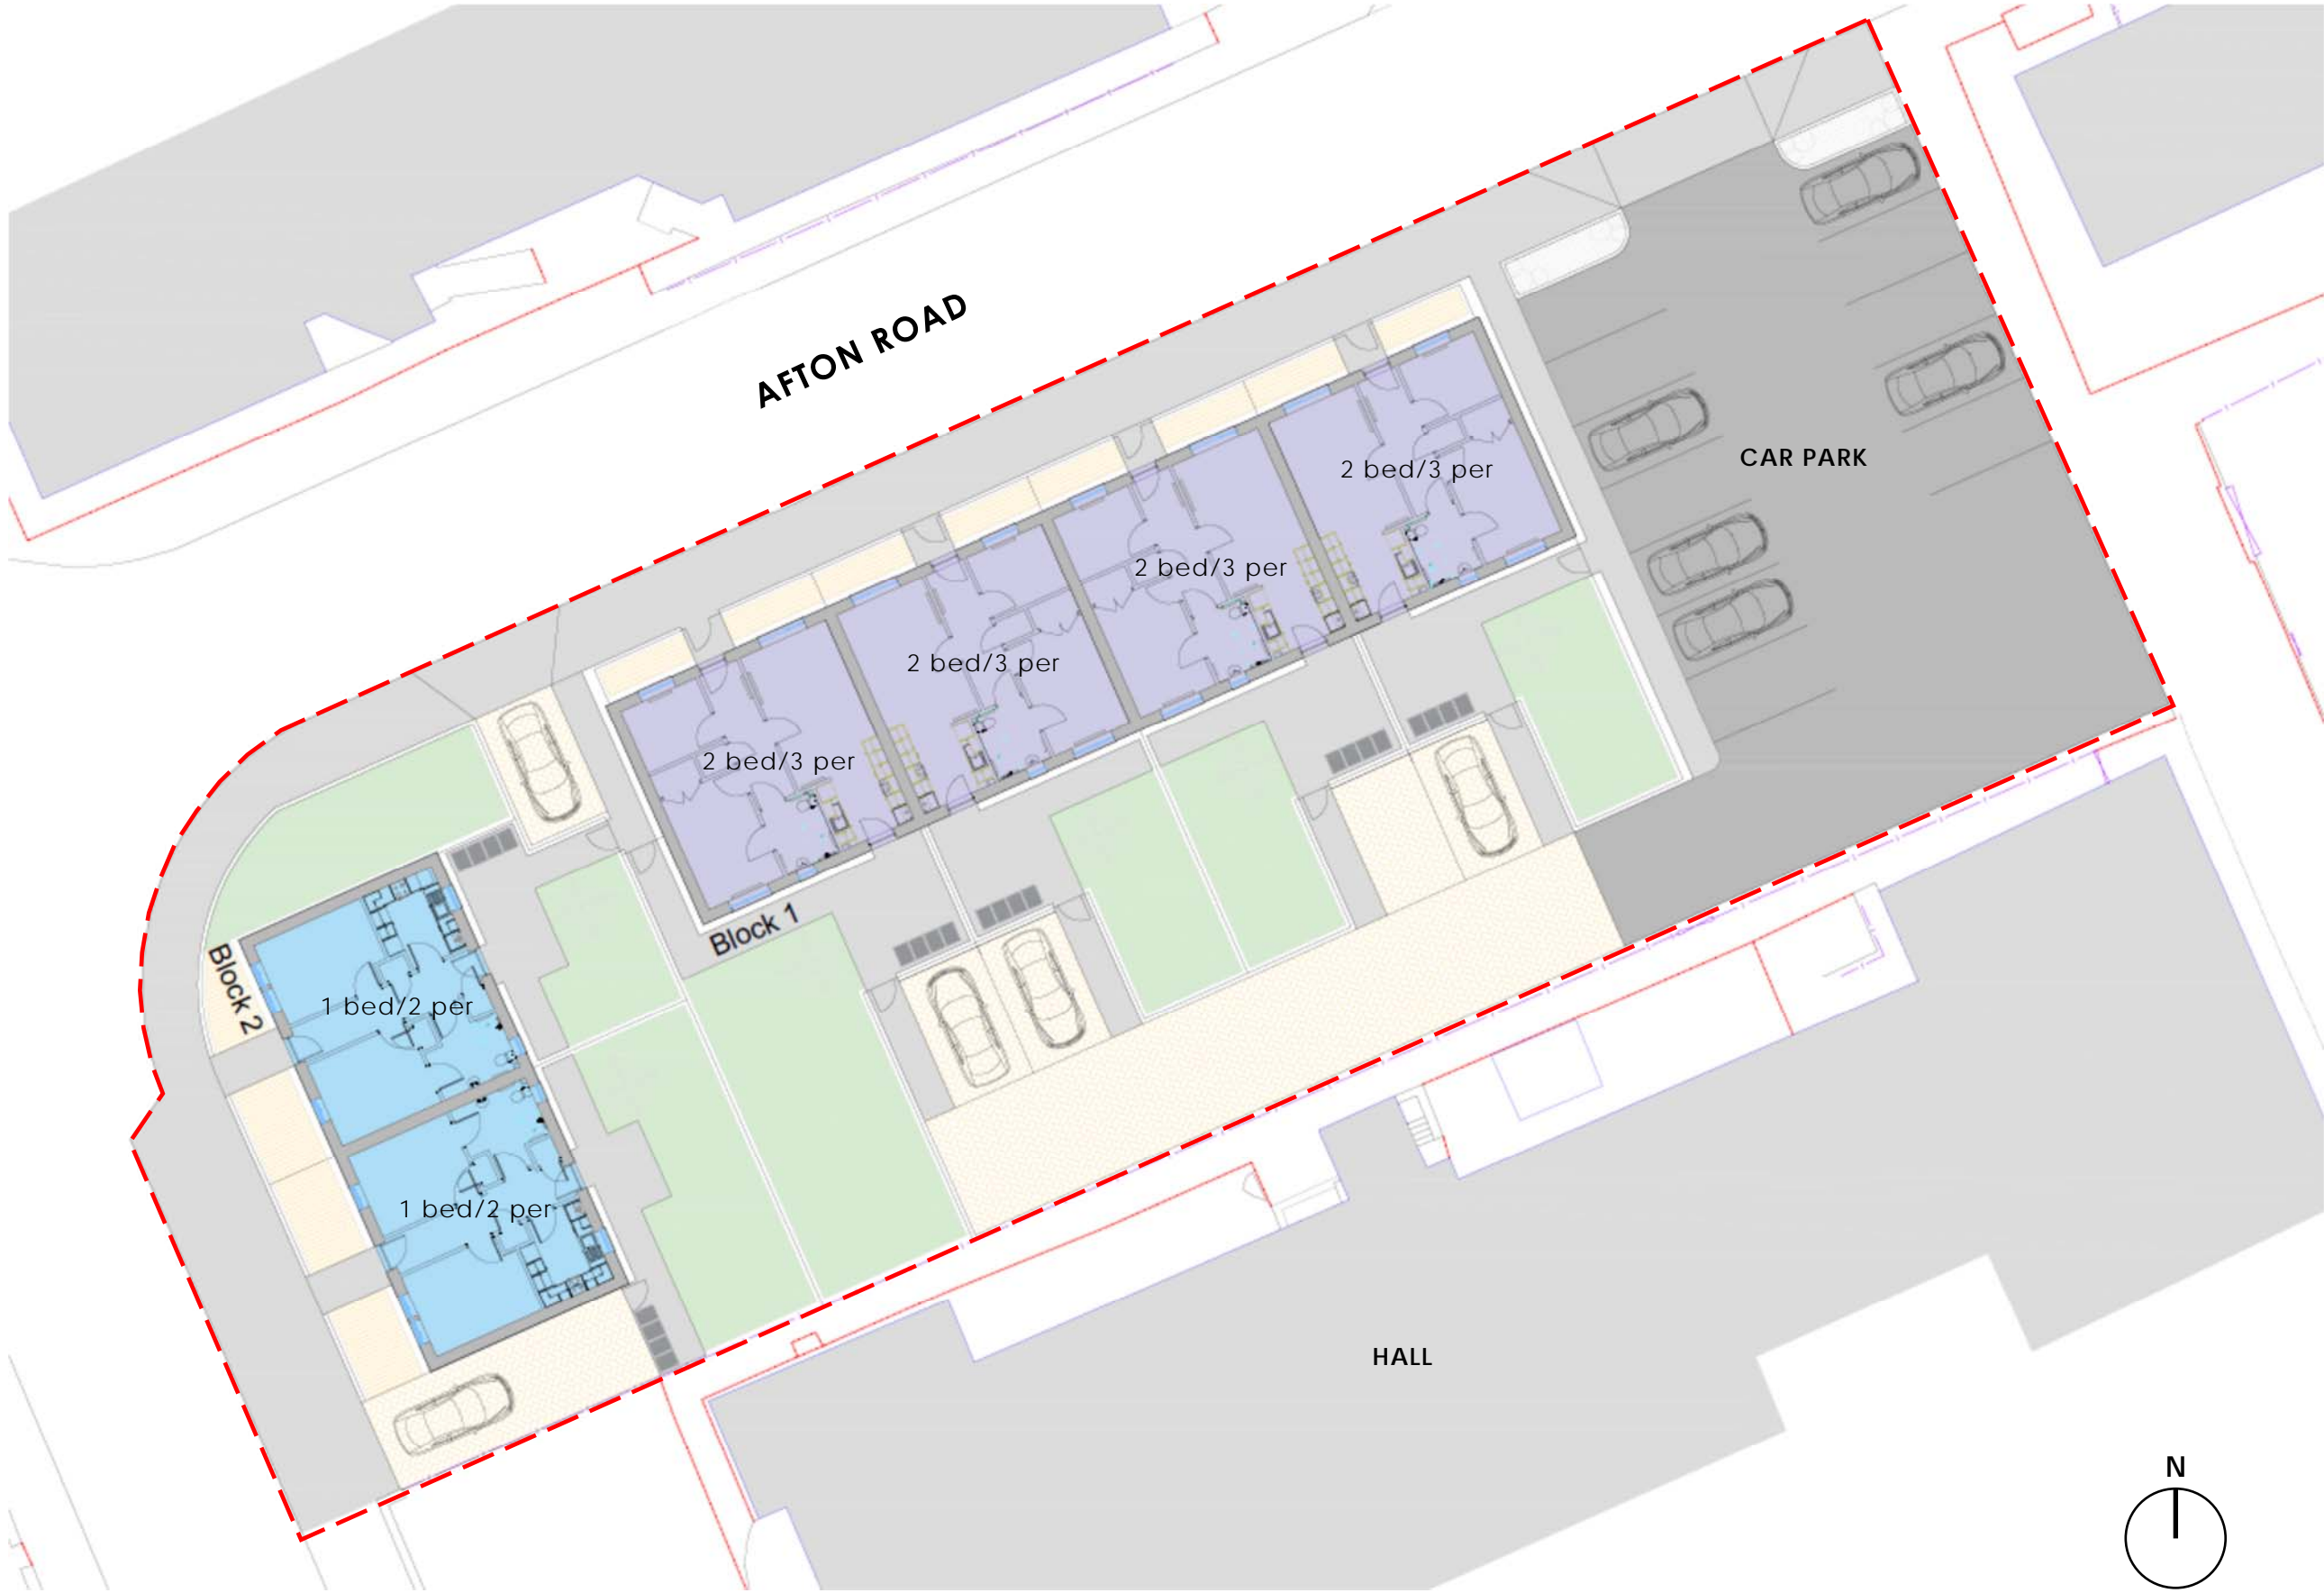 AFTON ROAD
CAR PARK
2 bed/3 per
2 bed/3 per
2 bed/3 per
2 bed/3 per
Block 1
Block 2
1 bed/2 per
1 bed/2 per
HALL
N